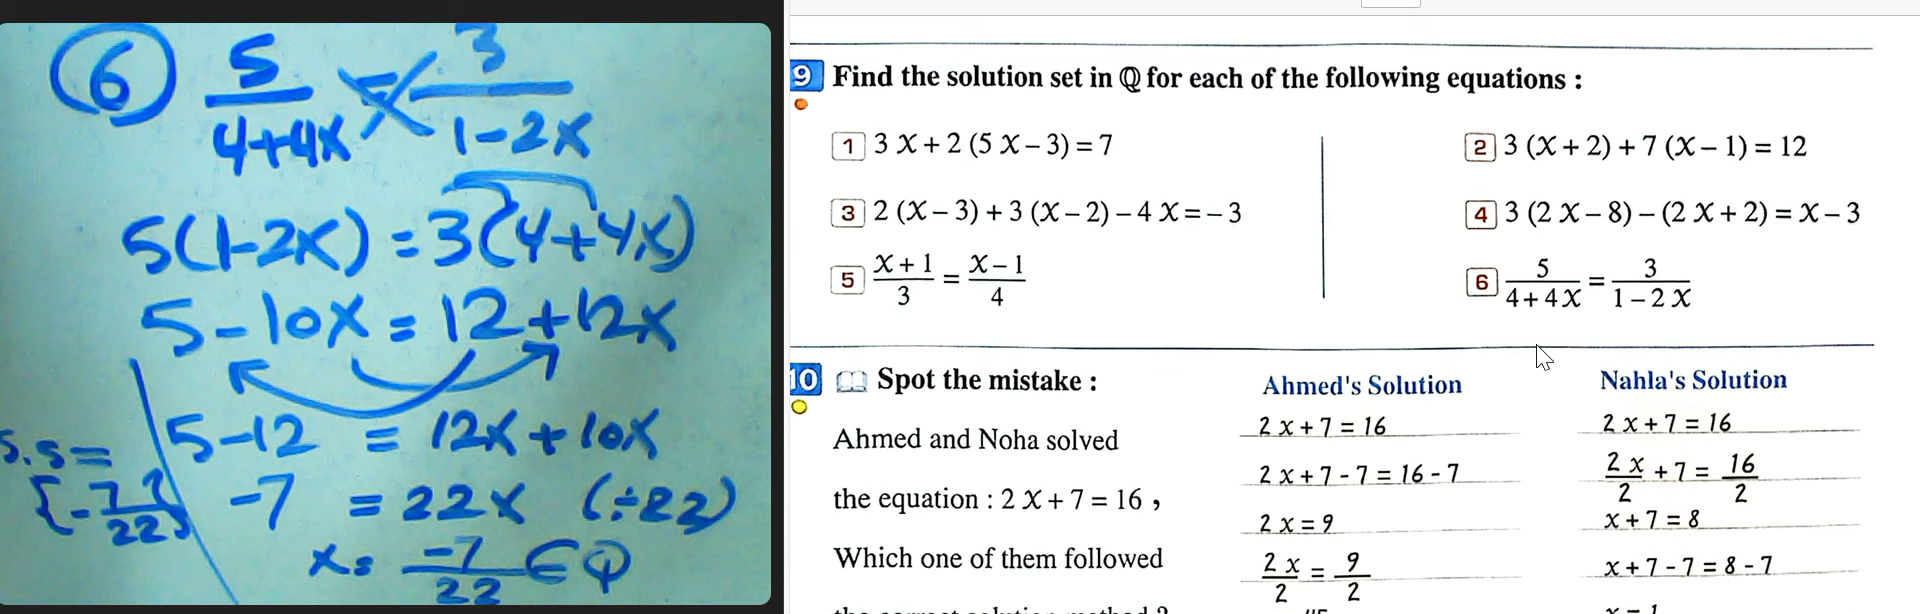 6 5/4+4x = 3/1-2x
5(1-2x) = 3(4+4x)
5-10x = 12+12x
5-12 = 12x+10x
-7 = 22x (÷22)
x= -7/22 ∈ Q
S.S=
{-7/22}
9 Find the solution set in ℚ for each of the following equations :
1 3 X + 2 (5 X – 3) = 7
2 3 (X + 2) + 7 (X – 1) = 12
3 2 (X – 3) + 3 (X – 2) – 4 X = – 3
4 3 (2 X – 8) – (2 X + 2) = X – 3
5 X + 1/3 = X – 1/4
6 5/4 + 4 X = 3/1 – 2 X
10 Spot the mistake :
Ahmed and Noha solved
the equation : 2 X + 7 = 16 ,
Which one of them followed
the correct solution method ?
Ahmed's Solution
2 x + 7 = 16
2 x + 7 - 7 = 16 - 7
2 x = 9
2 x/2 = 9/2
Nahla's Solution
2 x + 7 = 16
2 x/2 + 7 = 16/2
x + 7 = 8
x + 7 - 7 = 8 - 7
x = 1